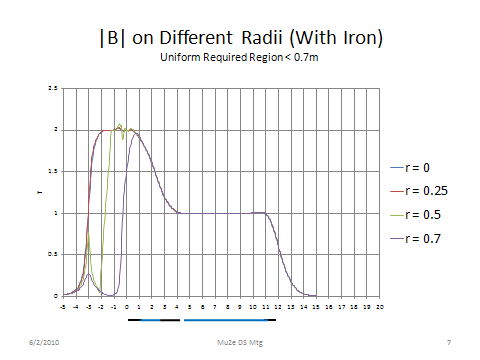 |B| on Different Radii (With Iron)
Uniform Required Region < 0.7m
2.5
2
1.5
1
0.5
0
T
-5 -4 -3 -2 -1 0 1 2 3 4 5 6 7 8 9 10 11 12 13 14 15 16 17 18 19 20
r = 0
r = 0.25
r = 0.5
r = 0.7
6/2/2010 Mu2e DS Mtg 7